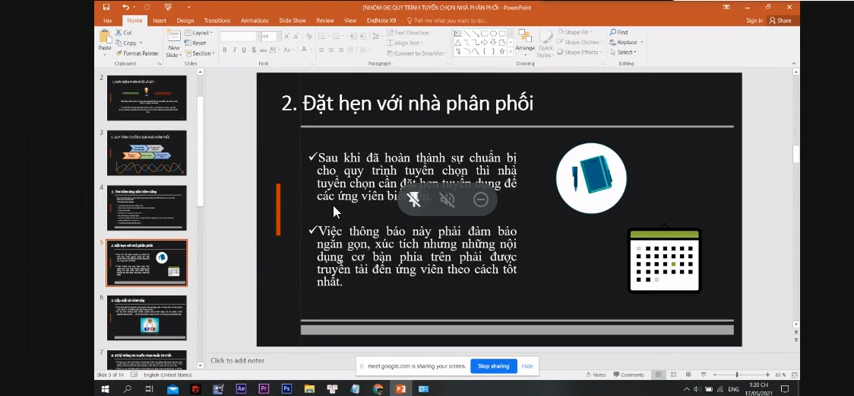 [NHÓM 06] QUY TRÌNH TUYỂN CHỌN NHÀ PHÂN PHỐI - PowerPoint
File Home Insert Design Transitions Animations Slide Show Review View EndNote X9 Tell me what you want to do... Sign in Share
Cut
Copy
Format Painter
Paste
New Slide
Layout
Reset
Section
Text Direction
Align Text
Convert to SmartArt
Arrange
Quick Styles
Shape Fill
Shape Outline
Shape Effects
Find
Replace
Select
Clipboard Slides Font Paragraph Drawing Editing
2
3
4
5
6
7
2. Đặt hẹn với nhà phân phối
✓Sau khi đã hoàn thành sự chuẩn bị
cho quy trình tuyển chọn thì nhà
tuyển chọn cần đặt hẹn tuyển dụng để
các ứng viên
✓Việc thông báo này phải đảm bảo
ngắn gọn, xúc tích nhưng những nội
dung cơ bản phía trên phải được
truyền tải đến ứng viên theo cách tốt
nhất.
Click to add notes
meet.google.com is sharing your screen. Stop sharing Hide
Slide 5 of 14 English (United States) Notes Comments 63 %
ENG 1:20 CH
17/05/2021